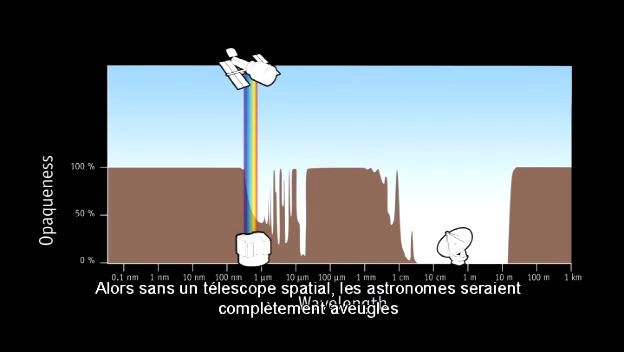 Opaqueness
100 %
50 %
0 %
0.1 nm 1 nm 10 nm 100 nm 1 µm 10 µm 100 µm 1 mm 1 cm 10 cm 1 m 10 m 100 m 1 km
Wavelength
Alors sans un télescope spatial, les astronomes seraient
complètement aveugles